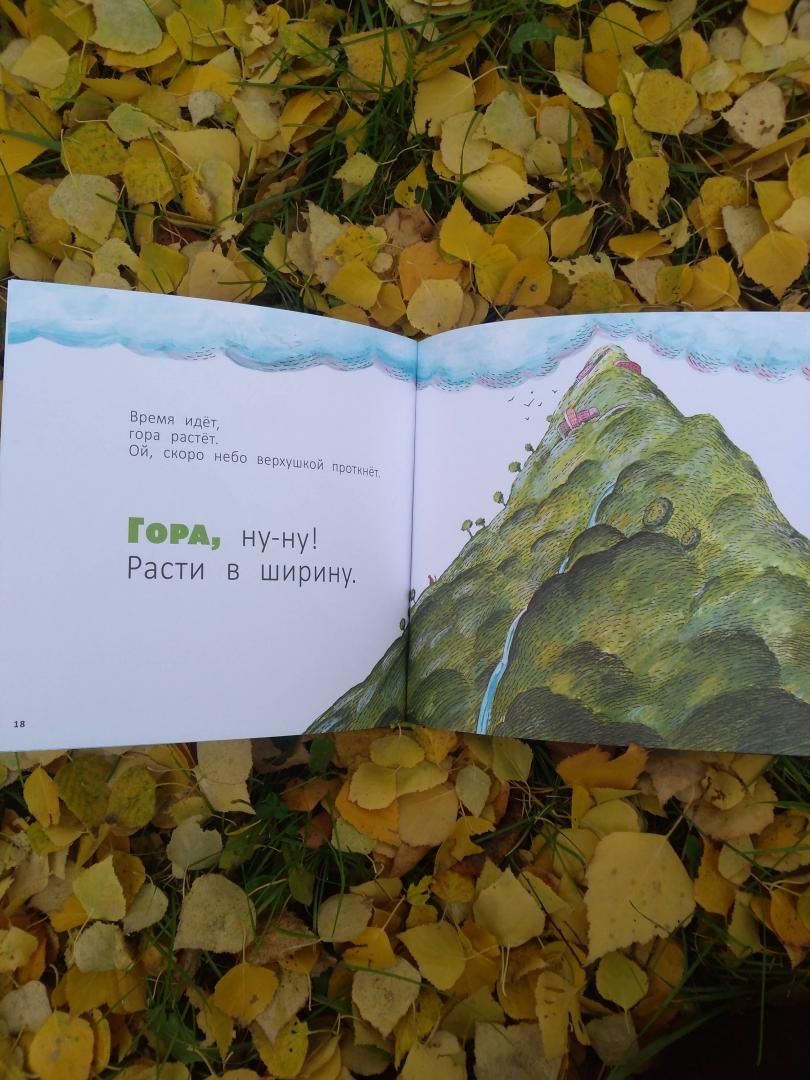 Время идёт,
гора растёт.
Ой, скоро небо верхушкой проткнёт.
Гора, ну-ну!
Расти в ширину.
18